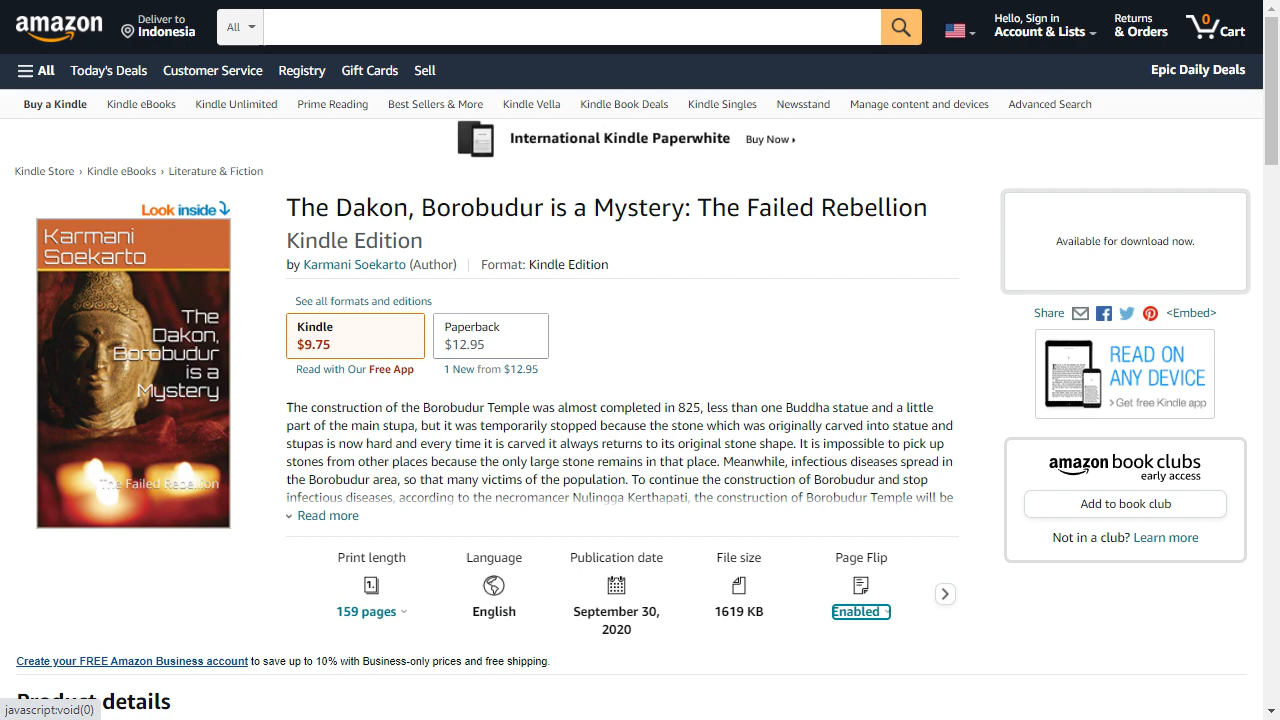 amazon
Deliver to
Indonesia
All
Hello, Sign in
Account & Lists
Returns
& Orders
0
Cart
All
Today's Deals
Customer Service
Registry
Gift Cards
Sell
Epic Daily Deals
Buy a Kindle
Kindle eBooks
Kindle Unlimited
Prime Reading
Best Sellers & More
Kindle Vella
Kindle Book Deals
Kindle Singles
Newsstand
Manage content and devices
Advanced Search
International Kindle Paperwhite
Buy Now ›
Kindle Store › Kindle eBooks › Literature & Fiction
Look inside
Karmani
Soekarto
The
Dakon,
Borobudur
is a
Mystery
The Failed Rebellion
The Dakon, Borobudur is a Mystery: The Failed Rebellion
Kindle Edition
by Karmani Soekarto (Author)
Format: Kindle Edition
See all formats and editions
Kindle
$9.75
Paperback
$12.95
Read with Our Free App
1 New from $12.95
The construction of the Borobudur Temple was almost completed in 825, less than one Buddha statue and a little
part of the main stupa, but it was temporarily stopped because the stone which was originally carved into statue and
stupas is now hard and every time it is carved it always returns to its original stone shape. It is impossible to pick up
stones from other places because the only large stone remains in that place. Meanwhile, infectious diseases spread in
the Borobudur area, so that many victims of the population. To continue the construction of Borobudur and stop
infectious diseases, according to the necromancer Nulingga Kerthapati, the construction of Borobudur Temple will be
Read more
Print length
159 pages
Language
English
Publication date
September 30,
2020
File size
1619 KB
Page Flip
Enabled
Available for download now.
Share
<Embed>
READ ON
ANY DEVICE
› Get free Kindle app
amazon book clubs
early access
Add to book club
Not in a club? Learn more
Create your FREE Amazon Business account to save up to 10% with Business-only prices and free shipping.
Product details
javascript:void(0)